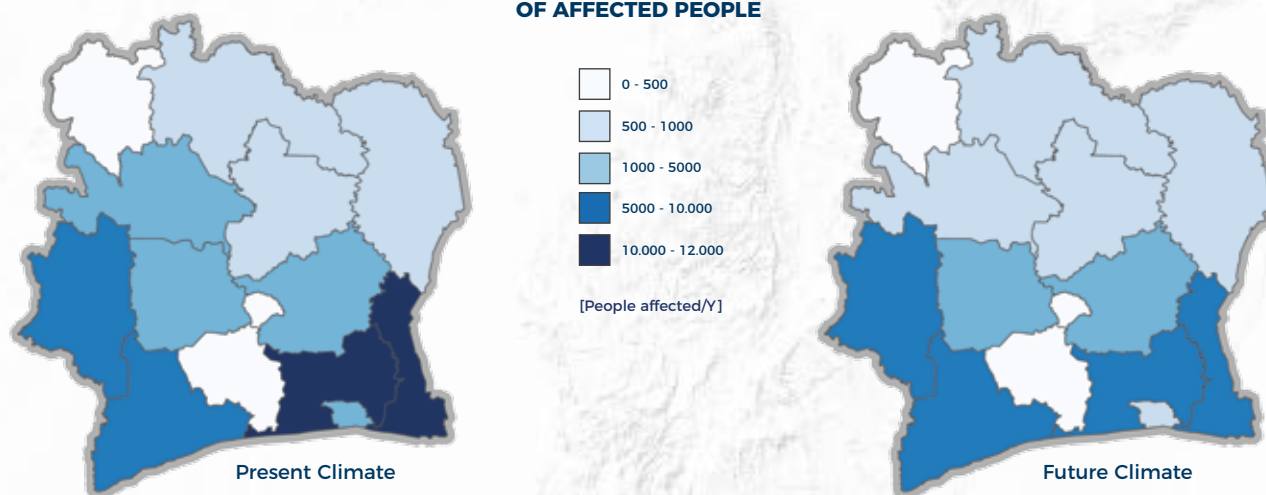 OF AFFECTED PEOPLE
0 - 500
500 - 1000
1000 - 5000
5000 - 10.000
10.000 - 12.000
[People affected/Y]
Present Climate
Future Climate